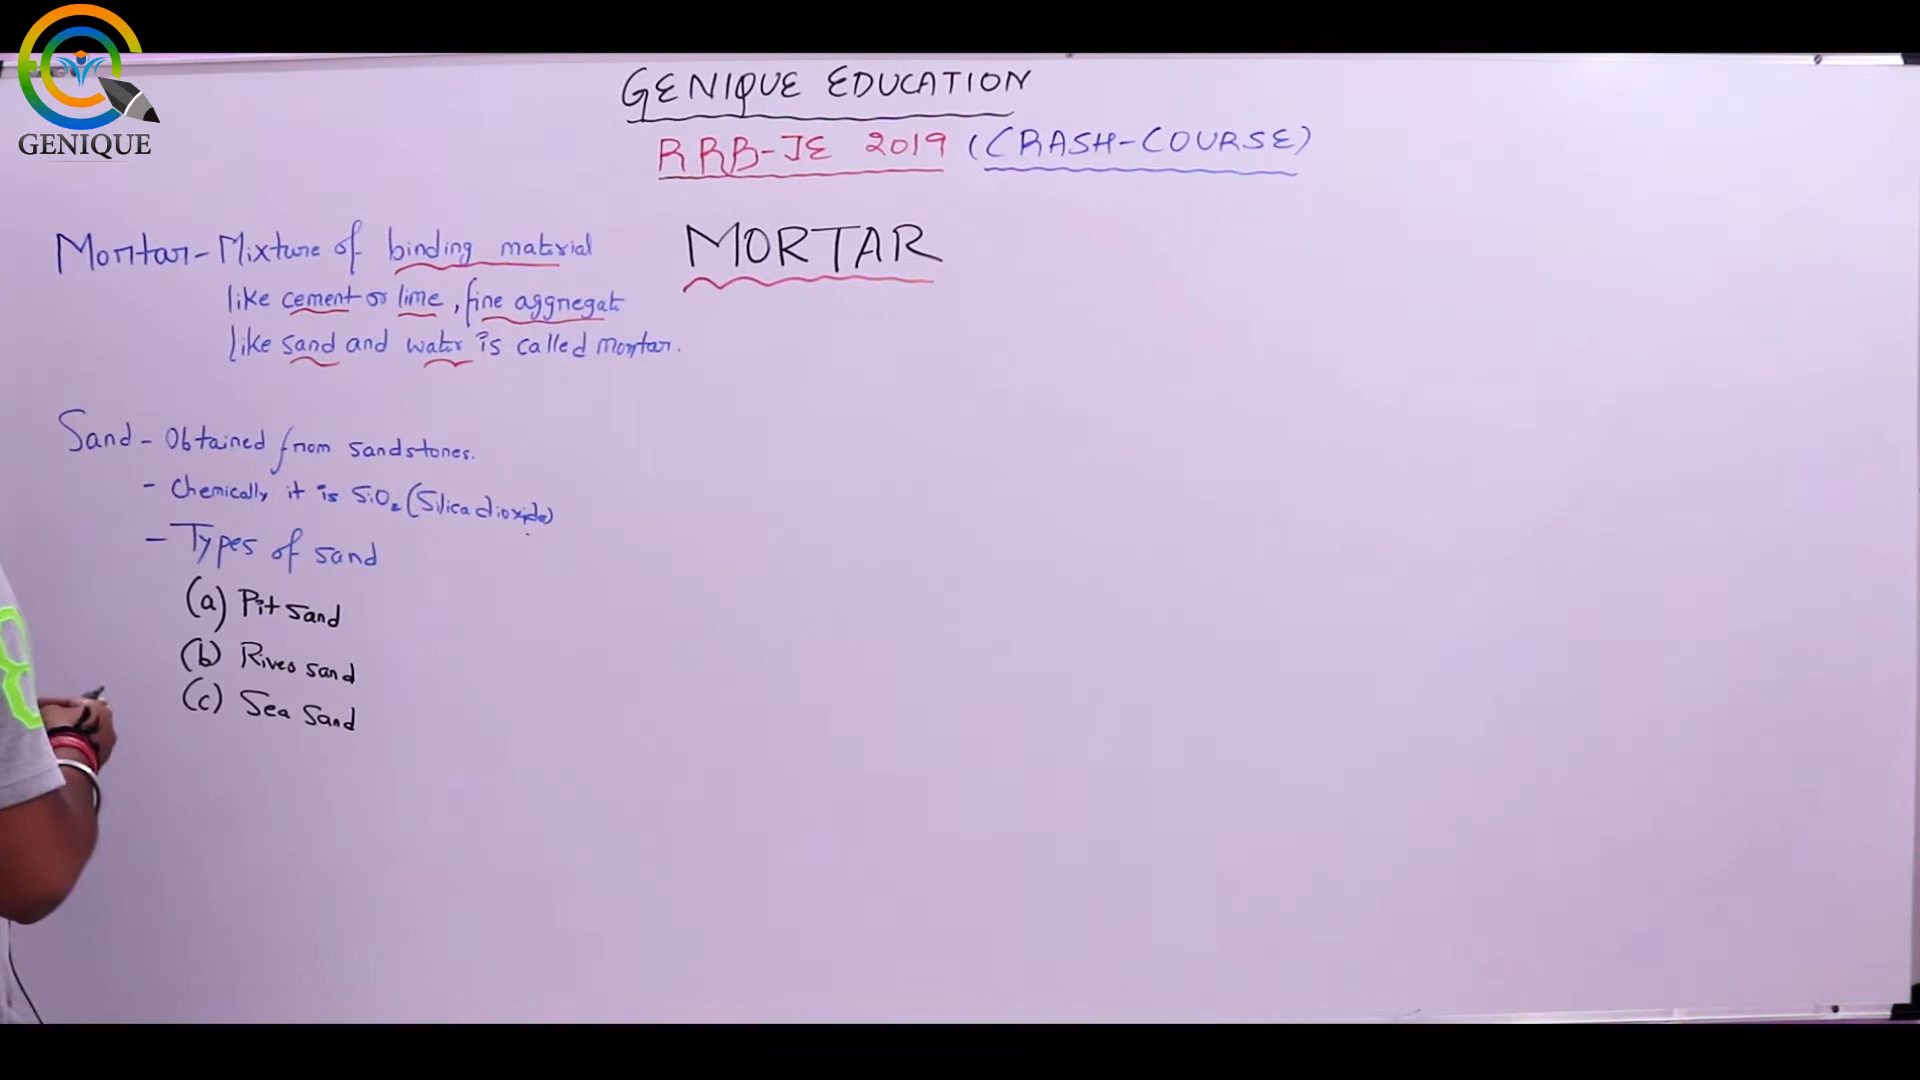 GENIQUE
GENIQUE EDUCATION
RRB-JE 2019 (CRASH-COURSE)
MORTAR
Mortar - Mixture of binding material
like cement or lime, fine aggregat
like sand and water is called mortar.
Sand - Obtained from sandstones.
- Chemically it is SiO₂ (Silica dioxide)
- Types of sand
(a) Pit sand
(b) River sand
(c) Sea Sand